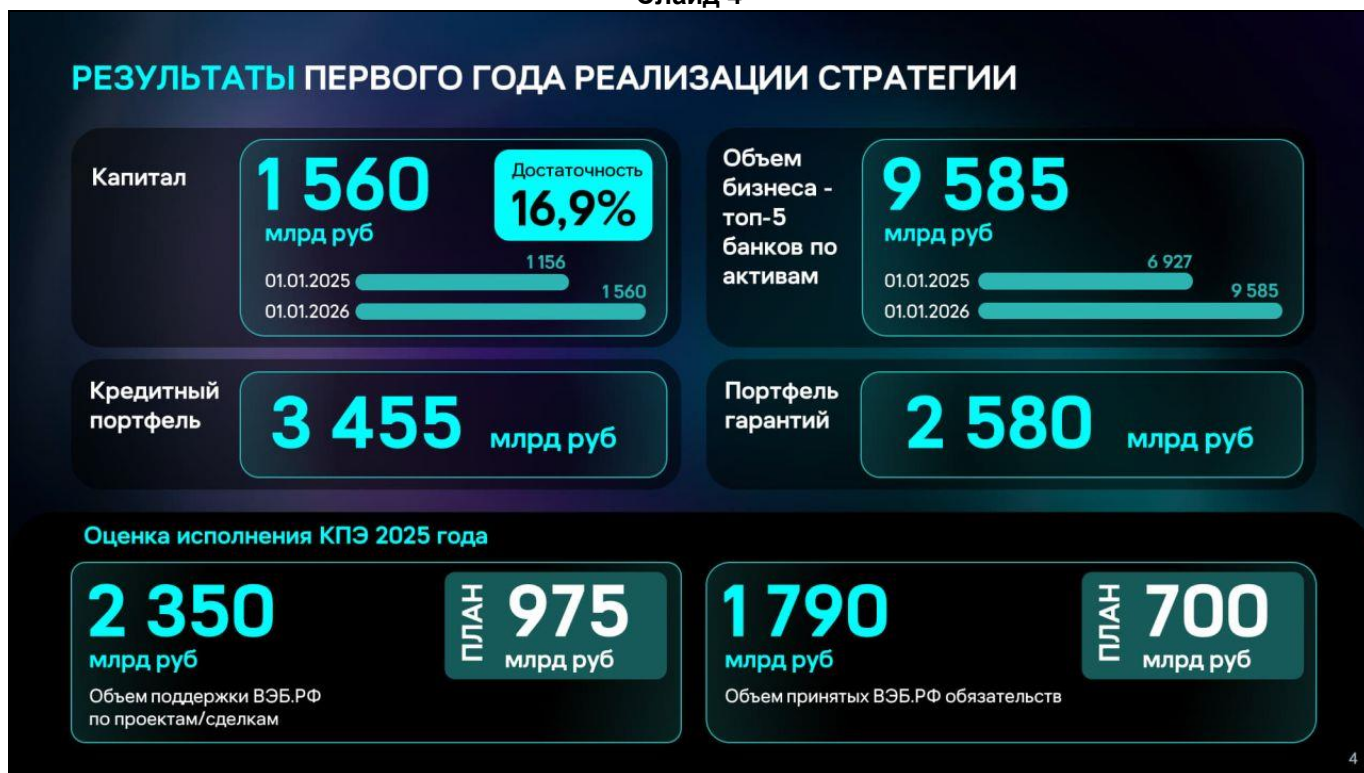 Слайд 4
РЕЗУЛЬТАТЫ ПЕРВОГО ГОДА РЕАЛИЗАЦИИ СТРАТЕГИИ
Капитал
1 560
млрд руб
Достаточность
16,9%
1 156
01.01.2025
1 560
01.01.2026
Объем
бизнеса -
топ-5
банков по
активам
9 585
млрд руб
6 927
01.01.2025
9 585
01.01.2026
Кредитный
портфель
3 455 млрд руб
Портфель
гарантий
2 580 млрд руб
Оценка исполнения КПЭ 2025 года
2 350
млрд руб
Объем поддержки ВЭБ.РФ
по проектам/сделкам
ПЛАН
975
млрд руб
1 790
млрд руб
Объем принятых ВЭБ.РФ обязательств
ПЛАН
700
млрд руб
4